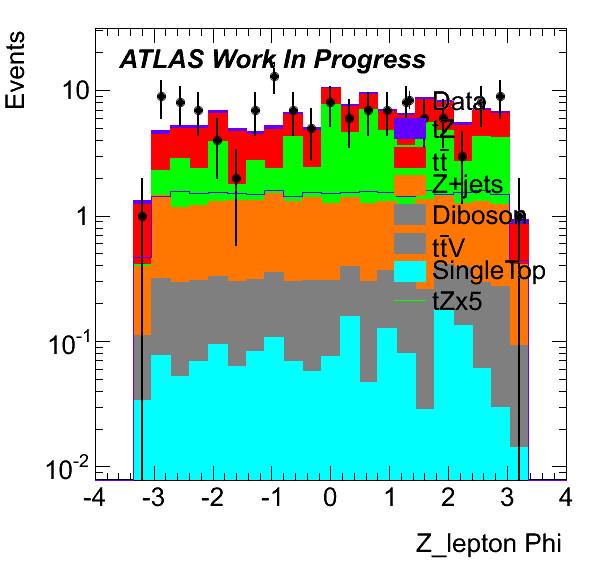 Events
ATLAS Work In Progress
Data
tZ
tt̄
Z+jets
Diboson
tt̄V
SingleTop
tZx5
10
1
10⁻¹
10⁻²
-4 -3 -2 -1 0 1 2 3 4
Z_lepton Phi